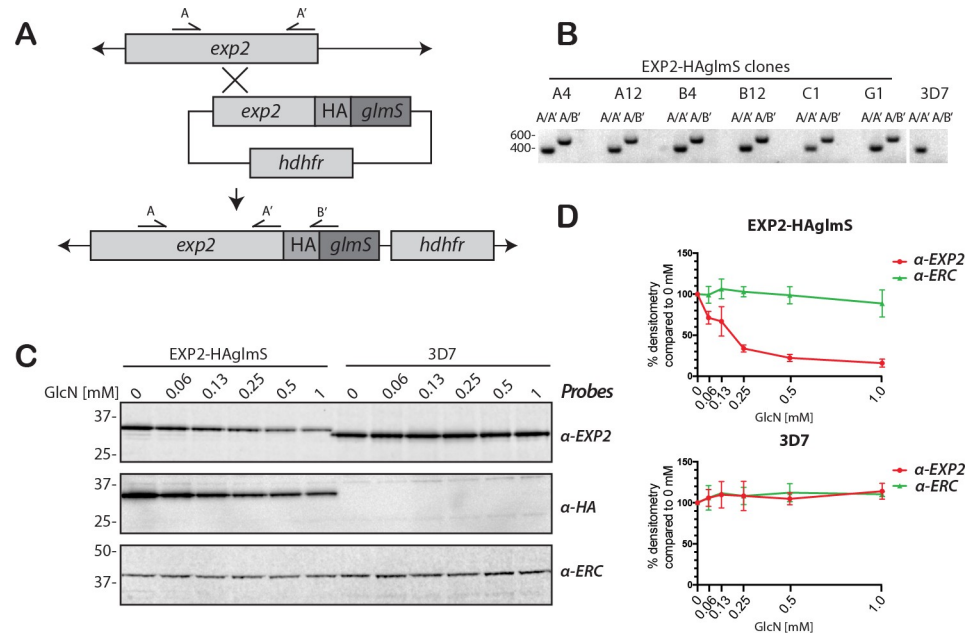 A
A A'
exp2
exp2 HA glmS
hdhfr
A A' B'
exp2 HA glmS hdhfr
B
EXP2-HAglmS clones
A4 A12 B4 B12 C1 G1 3D7
A/A' A/B' A/A' A/B' A/A' A/B' A/A' A/B' A/A' A/B' A/A' A/B' A/A' A/B'
600-
400-
C
EXP2-HAglmS 3D7
GlcN [mM] 0 0.06 0.13 0.25 0.5 1 0 0.06 0.13 0.25 0.5 1 Probes
37-
25-
α-EXP2
37-
25-
α-HA
50-
37-
α-ERC
D
EXP2-HAglmS
% densitometry
compared to 0 mM
150
100
50
0
0 0.06 0.13 0.25 0.5 1.0
GlcN [mM]
α-EXP2
α-ERC
3D7
% densitometry
compared to 0 mM
150
100
50
0
0 0.06 0.13 0.25 0.5 1.0
GlcN [mM]
α-EXP2
α-ERC